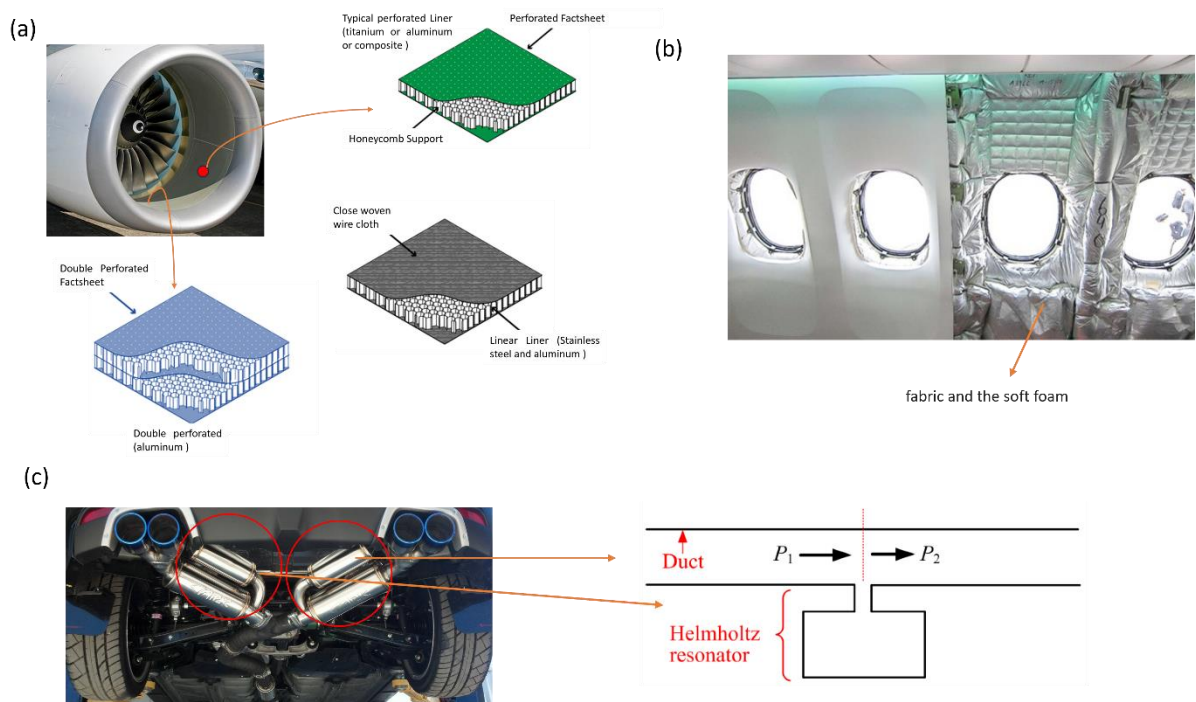 (a)
Typical perforated Liner
(titanium or aluminum
or composite )
Perforated Factsheet
Honeycomb Support
Close woven
wire cloth
Linear Liner (Stainless
steel and aluminum )
Double Perforated
Factsheet
Double perforated
(aluminum )
(b)
fabric and the soft foam
(c)
Duct
P1
P2
Helmholtz
resonator